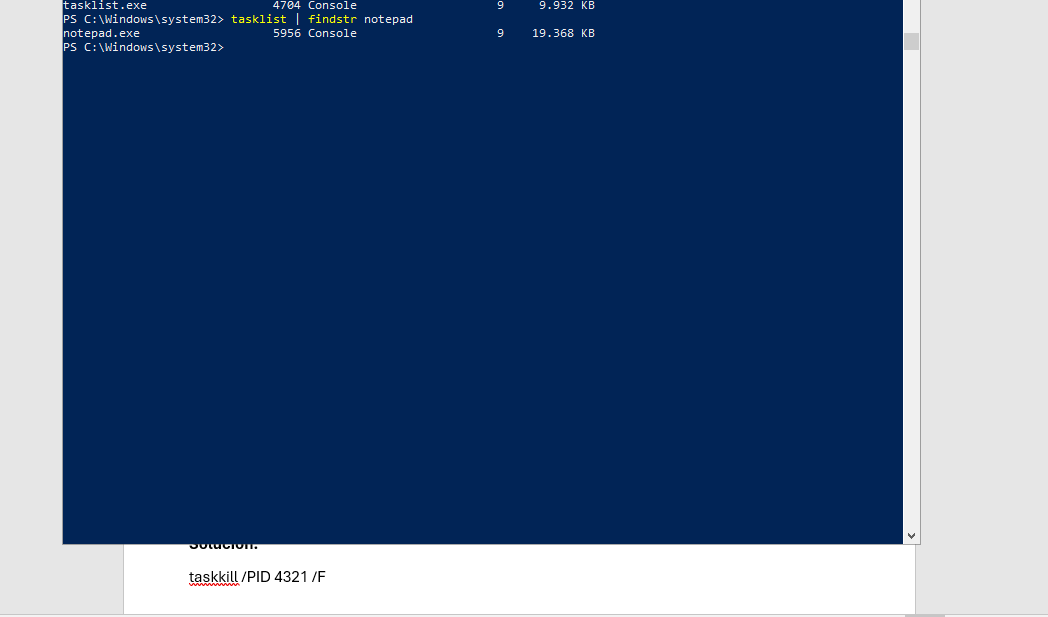 tasklist.exe 4704 Console 9 9.932 KB
PS C:\Windows\system32> tasklist | findstr notepad
notepad.exe 5956 Console 9 19.368 KB
PS C:\Windows\system32>
Solución:
taskkill /PID 4321 /F